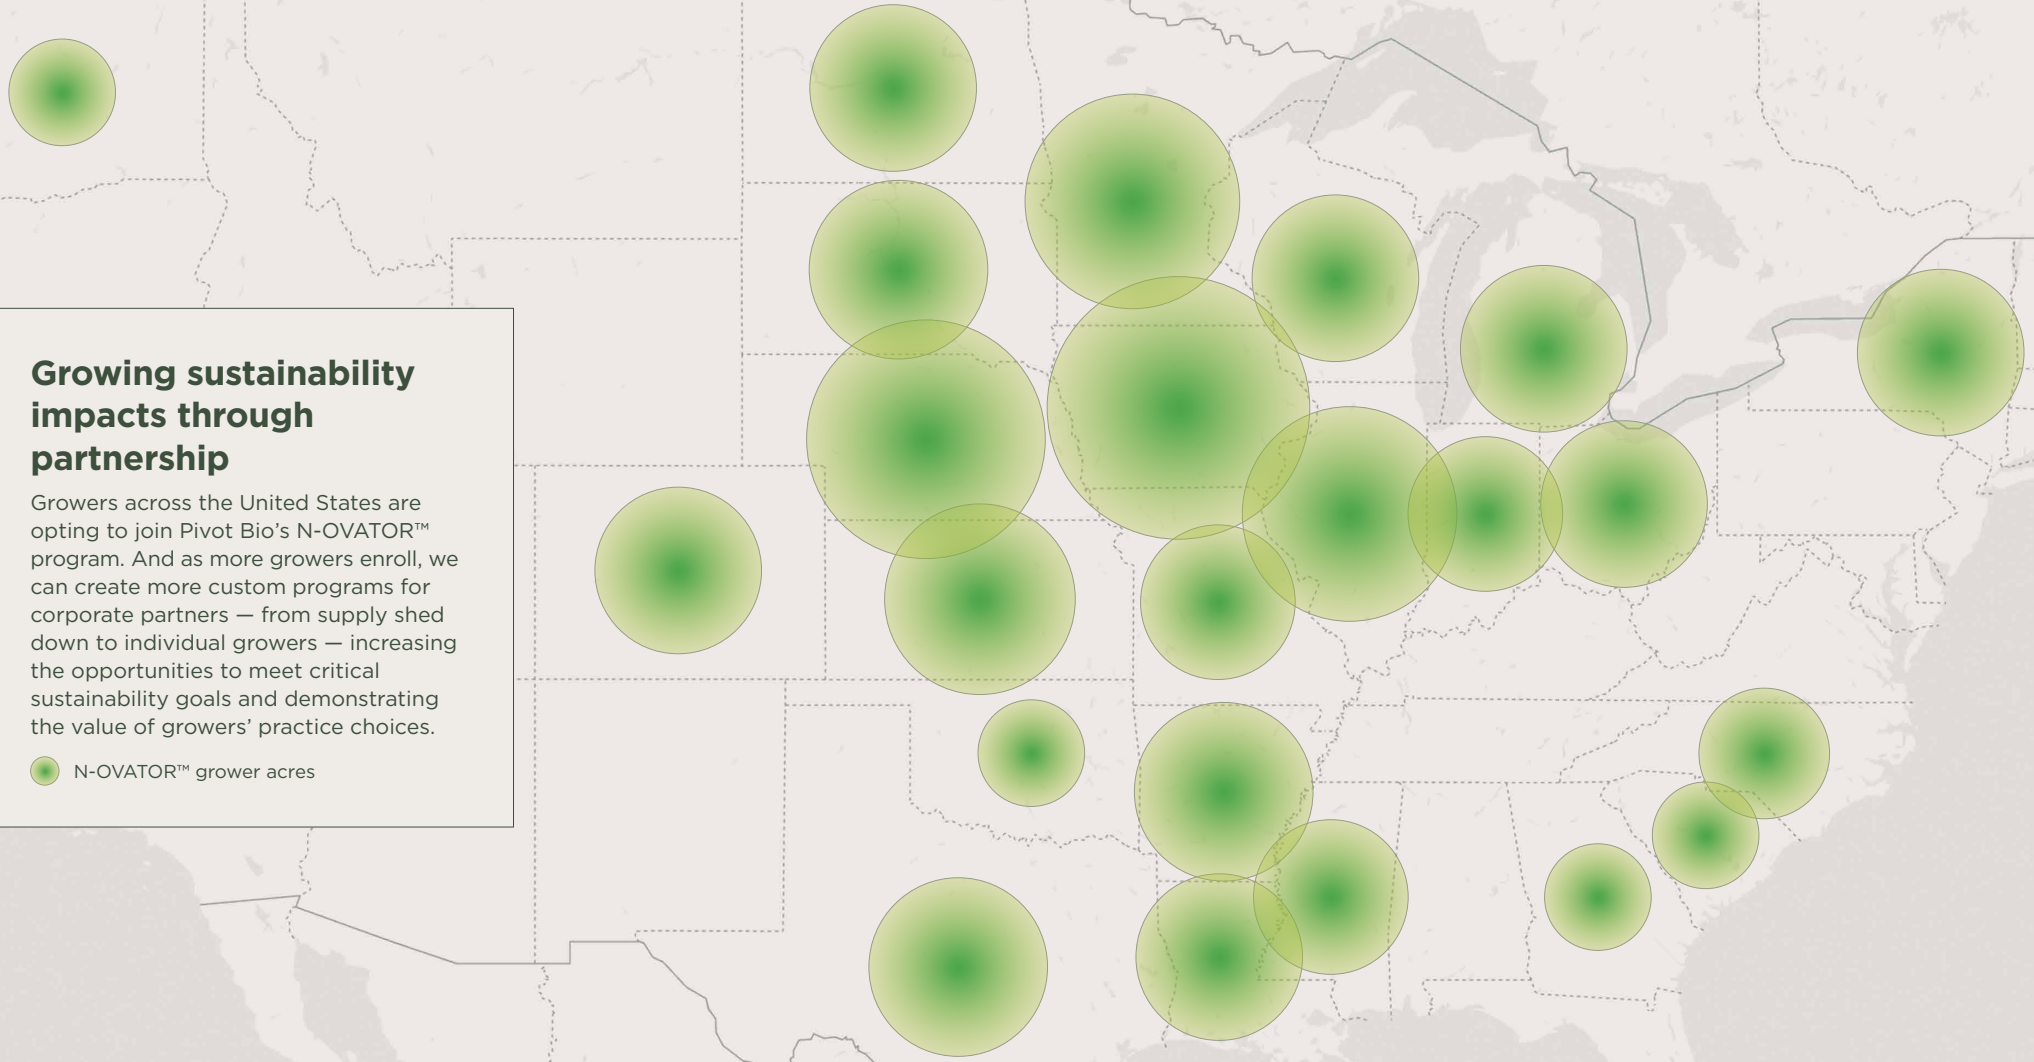 Growing sustainability
impacts through
partnership
Growers across the United States are
opting to join Pivot Bio’s N-OVATOR™
program. And as more growers enroll, we
can create more custom programs for
corporate partners — from supply shed
down to individual growers — increasing
the opportunities to meet critical
sustainability goals and demonstrating
the value of growers’ practice choices.
N-OVATOR™ grower acres